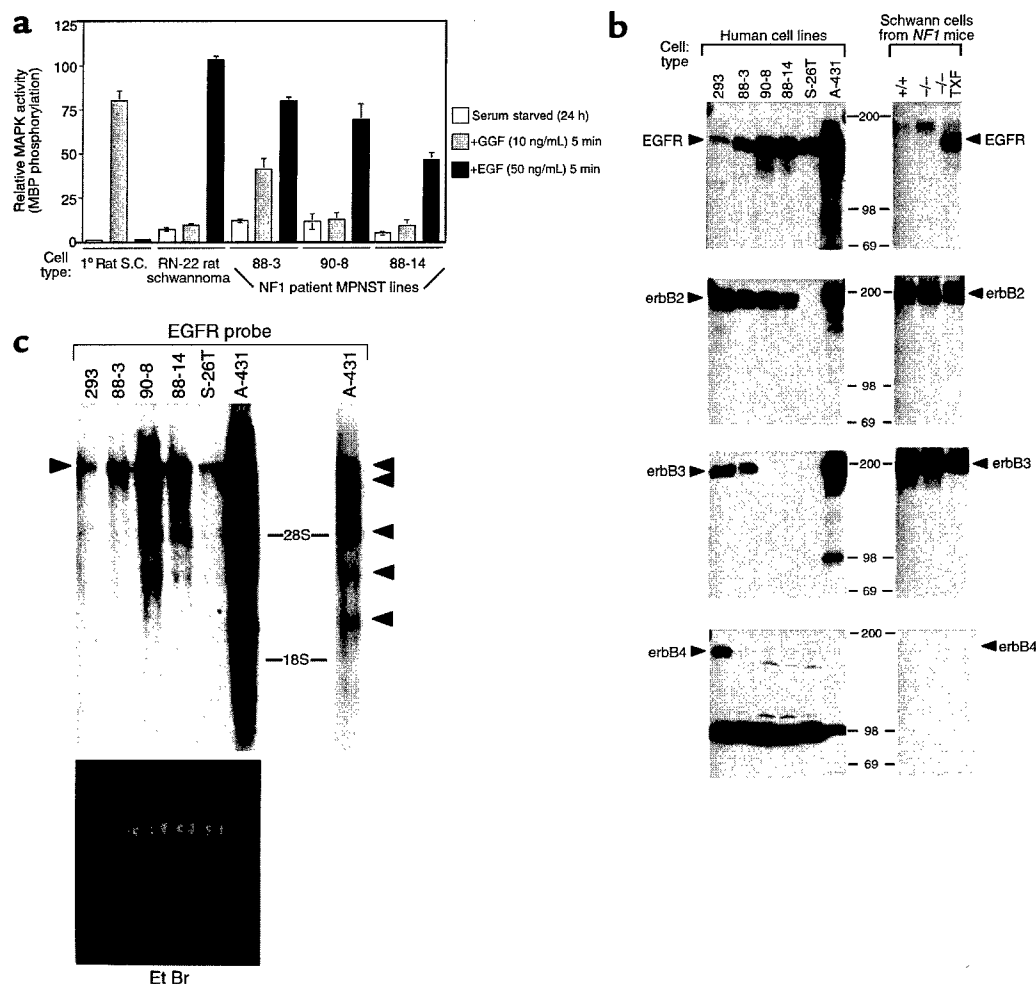 a
125
100
75
50
25
0
Relative MAPK activity
(MBP phosphorylation)
Serum starved (24 h)
+GGF (10 ng/mL) 5 min
+EGF (50 ng/mL) 5 min
Cell type:
1° Rat S.C.
RN-22 rat schwannoma
88-3
90-8
88-14
NF1 patient MPNST lines
b
Cell: type
Human cell lines
Schwann cells from NF1 mice
293
88-3
90-8
88-14
S-26T
A-431
+/+
-/-
-/- TXF
EGFR
200
98
69
EGFR
erbB2
200
98
69
erbB2
erbB3
200
98
69
erbB3
erbB4
200
98
69
erbB4
c
EGFR probe
293
88-3
90-8
88-14
S-26T
A-431
A-431
28S
18S
Et Br